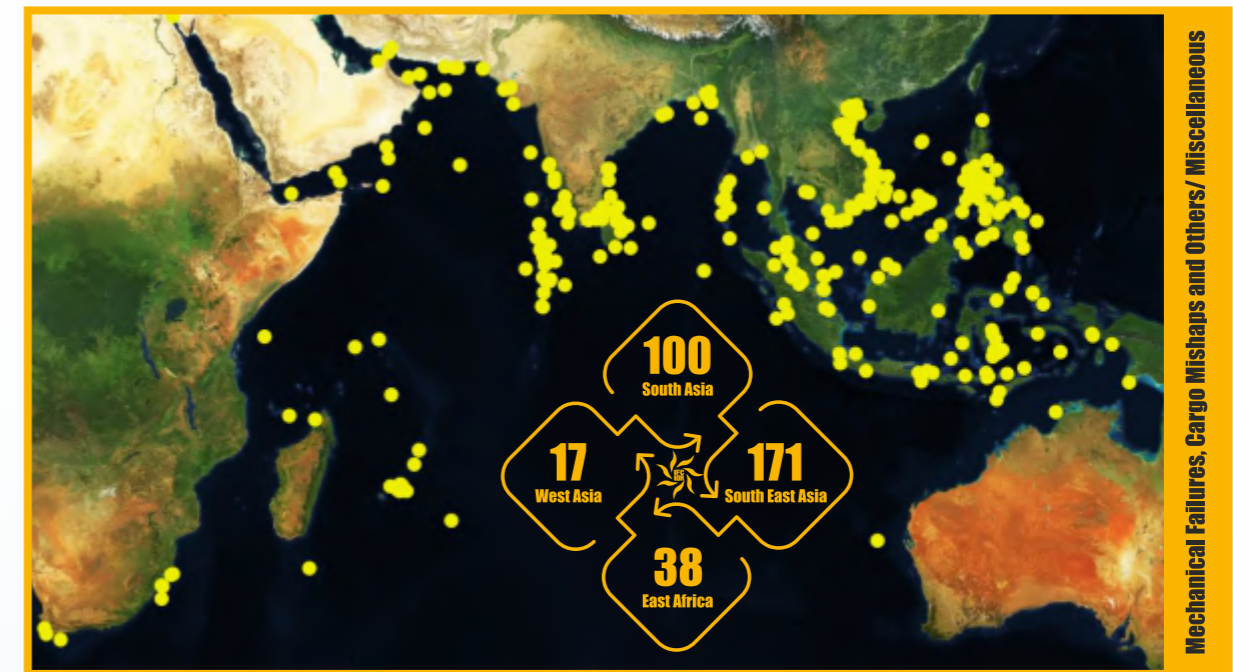 100
South Asia
17
West Asia
171
South East Asia
38
East Africa
Mechanical Failures, Cargo Mishaps and Others/ Miscellaneous